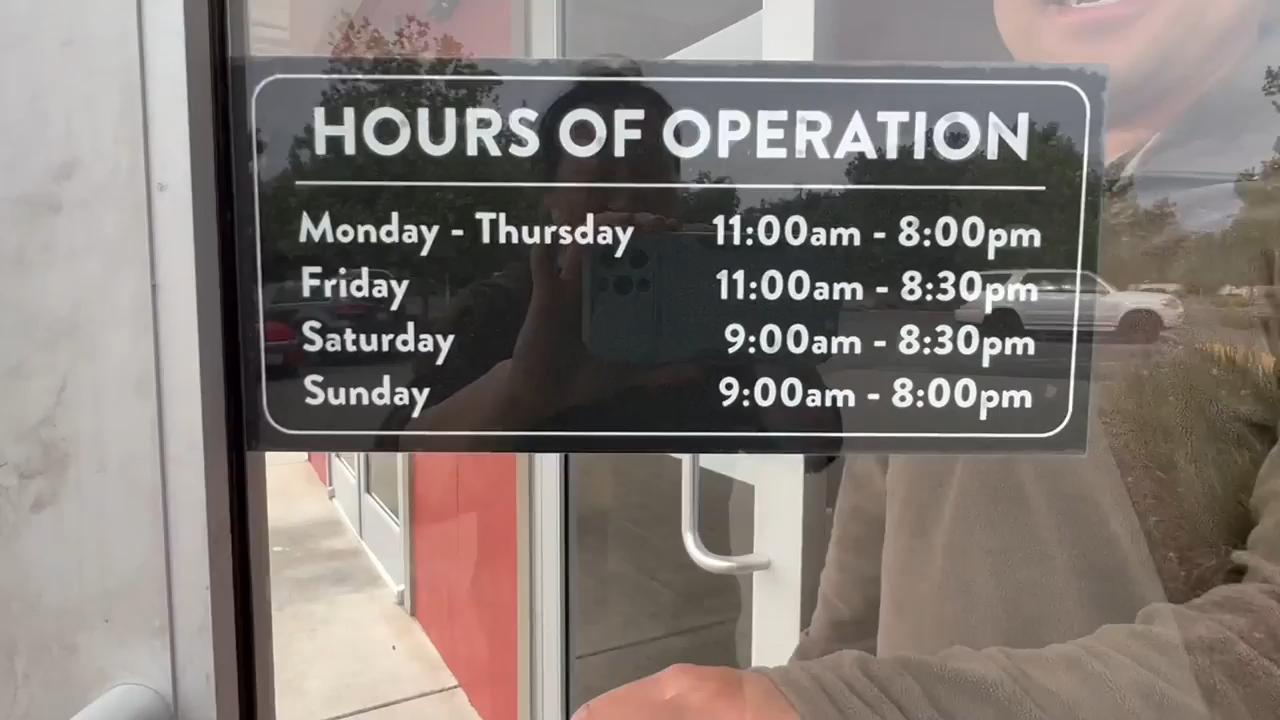 HOURS OF OPERATION
Monday - Thursday 11:00am - 8:00pm
Friday 11:00am - 8:30pm
Saturday 9:00am - 8:30pm
Sunday 9:00am - 8:00pm